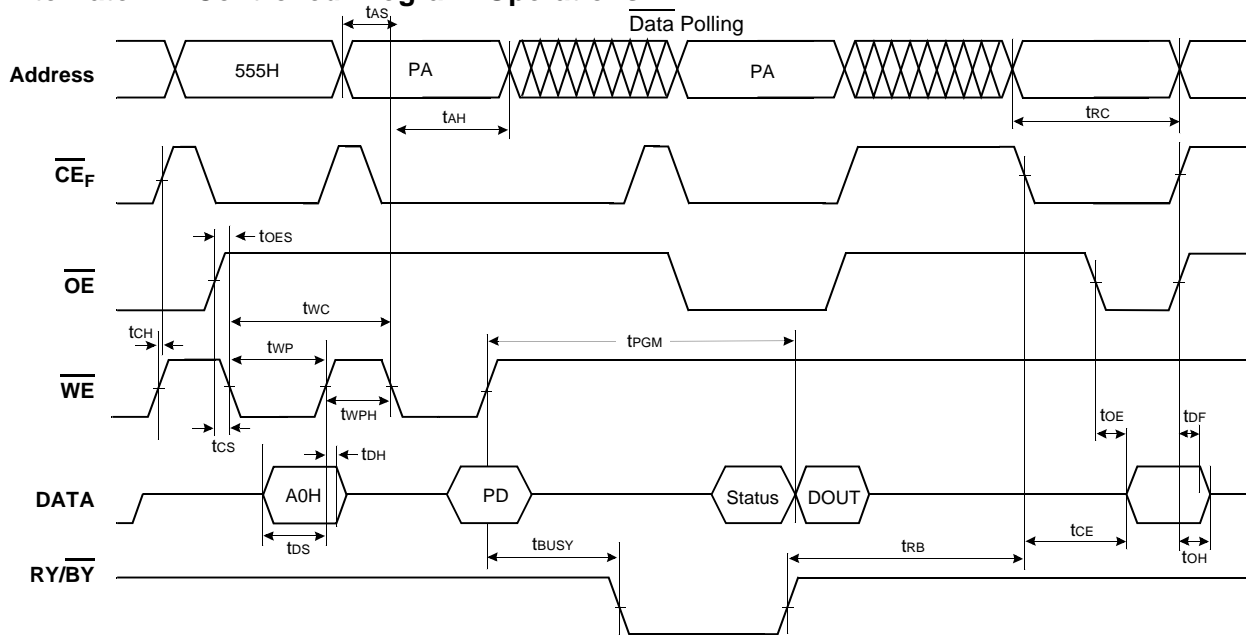 Data Polling
tAS
Address
555H
PA
PA
tAH
tRC
CEF
tOES
OE
tWC
tCH
tWP
tPGM
WE
tWPH
tOE
tDF
tCS
tDH
DATA
A0H
PD
Status
DOUT
tDS
tBUSY
tRB
tCE
tOH
RY/BY